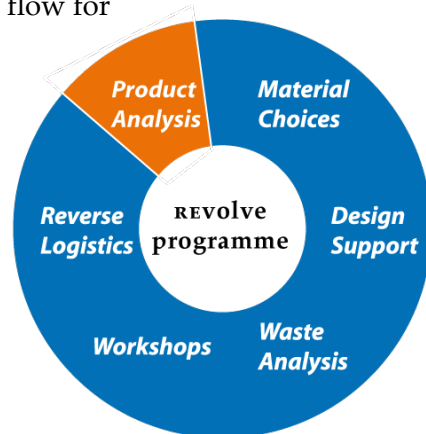 flow for
Product
Analysis
Material
Choices
Design
Support
Waste
Analysis
Workshops
Reverse
Logistics
REvolve
programme